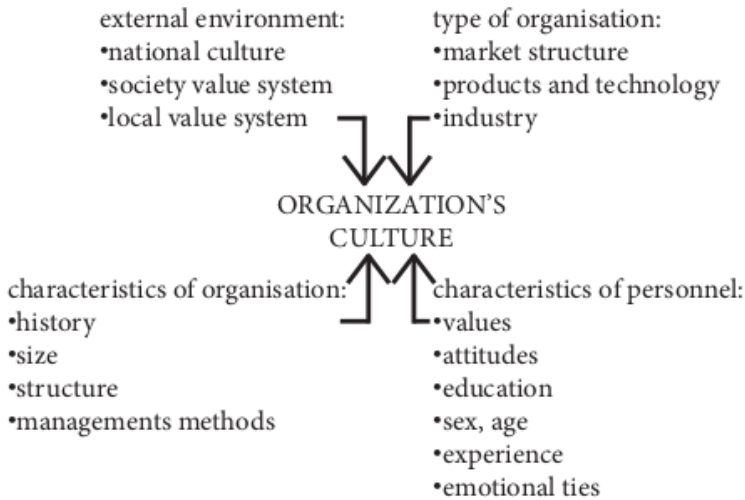 external environment:
•national culture
•society value system
•local value system
type of organisation:
•market structure
•products and technology
•industry
ORGANIZATION'S
CULTURE
characteristics of organisation:
•history
•size
•structure
•managements methods
characteristics of personnel:
•values
•attitudes
•education
•sex, age
•experience
•emotional ties